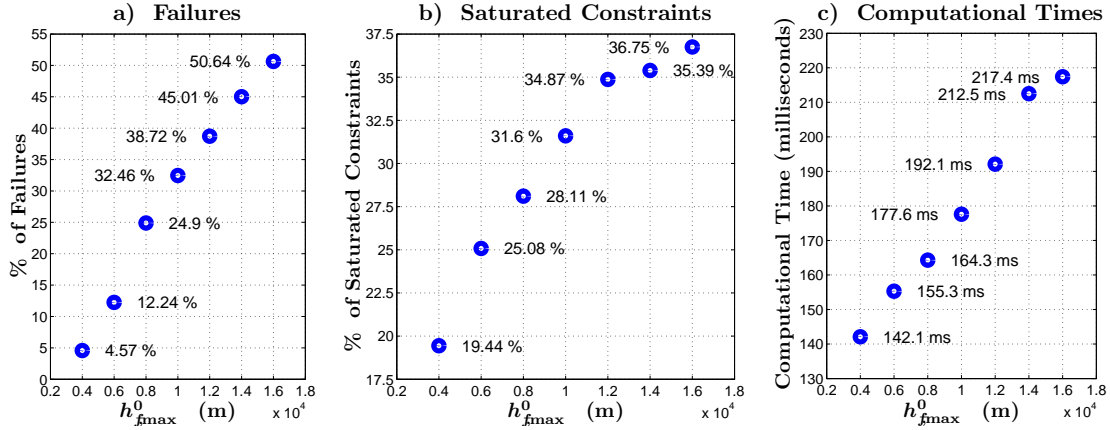 a) Failures
% of Failures
55
50
45
40
35
30
25
20
15
10
5
0
50.64 %
45.01 %
38.72 %
32.46 %
24.9 %
12.24 %
4.57 %
0.2 0.4 0.6 0.8 1 1.2 1.4 1.6 1.8
h⁰fmax (m)
x 10⁴
b) Saturated Constraints
% of Saturated Constraints
37.5
35
32.5
30
27.5
25
22.5
20
17.5
36.75 %
35.39 %
34.87 %
31.6 %
28.11 %
25.08 %
19.44 %
0.2 0.4 0.6 0.8 1 1.2 1.4 1.6 1.8
h⁰fmax (m)
x 10⁴
c) Computational Times
Computational Time (milliseconds)
230
220
210
200
190
180
170
160
150
140
130
217.4 ms
212.5 ms
192.1 ms
177.6 ms
164.3 ms
155.3 ms
142.1 ms
0.2 0.4 0.6 0.8 1 1.2 1.4 1.6 1.8
h⁰fmax (m)
x 10⁴